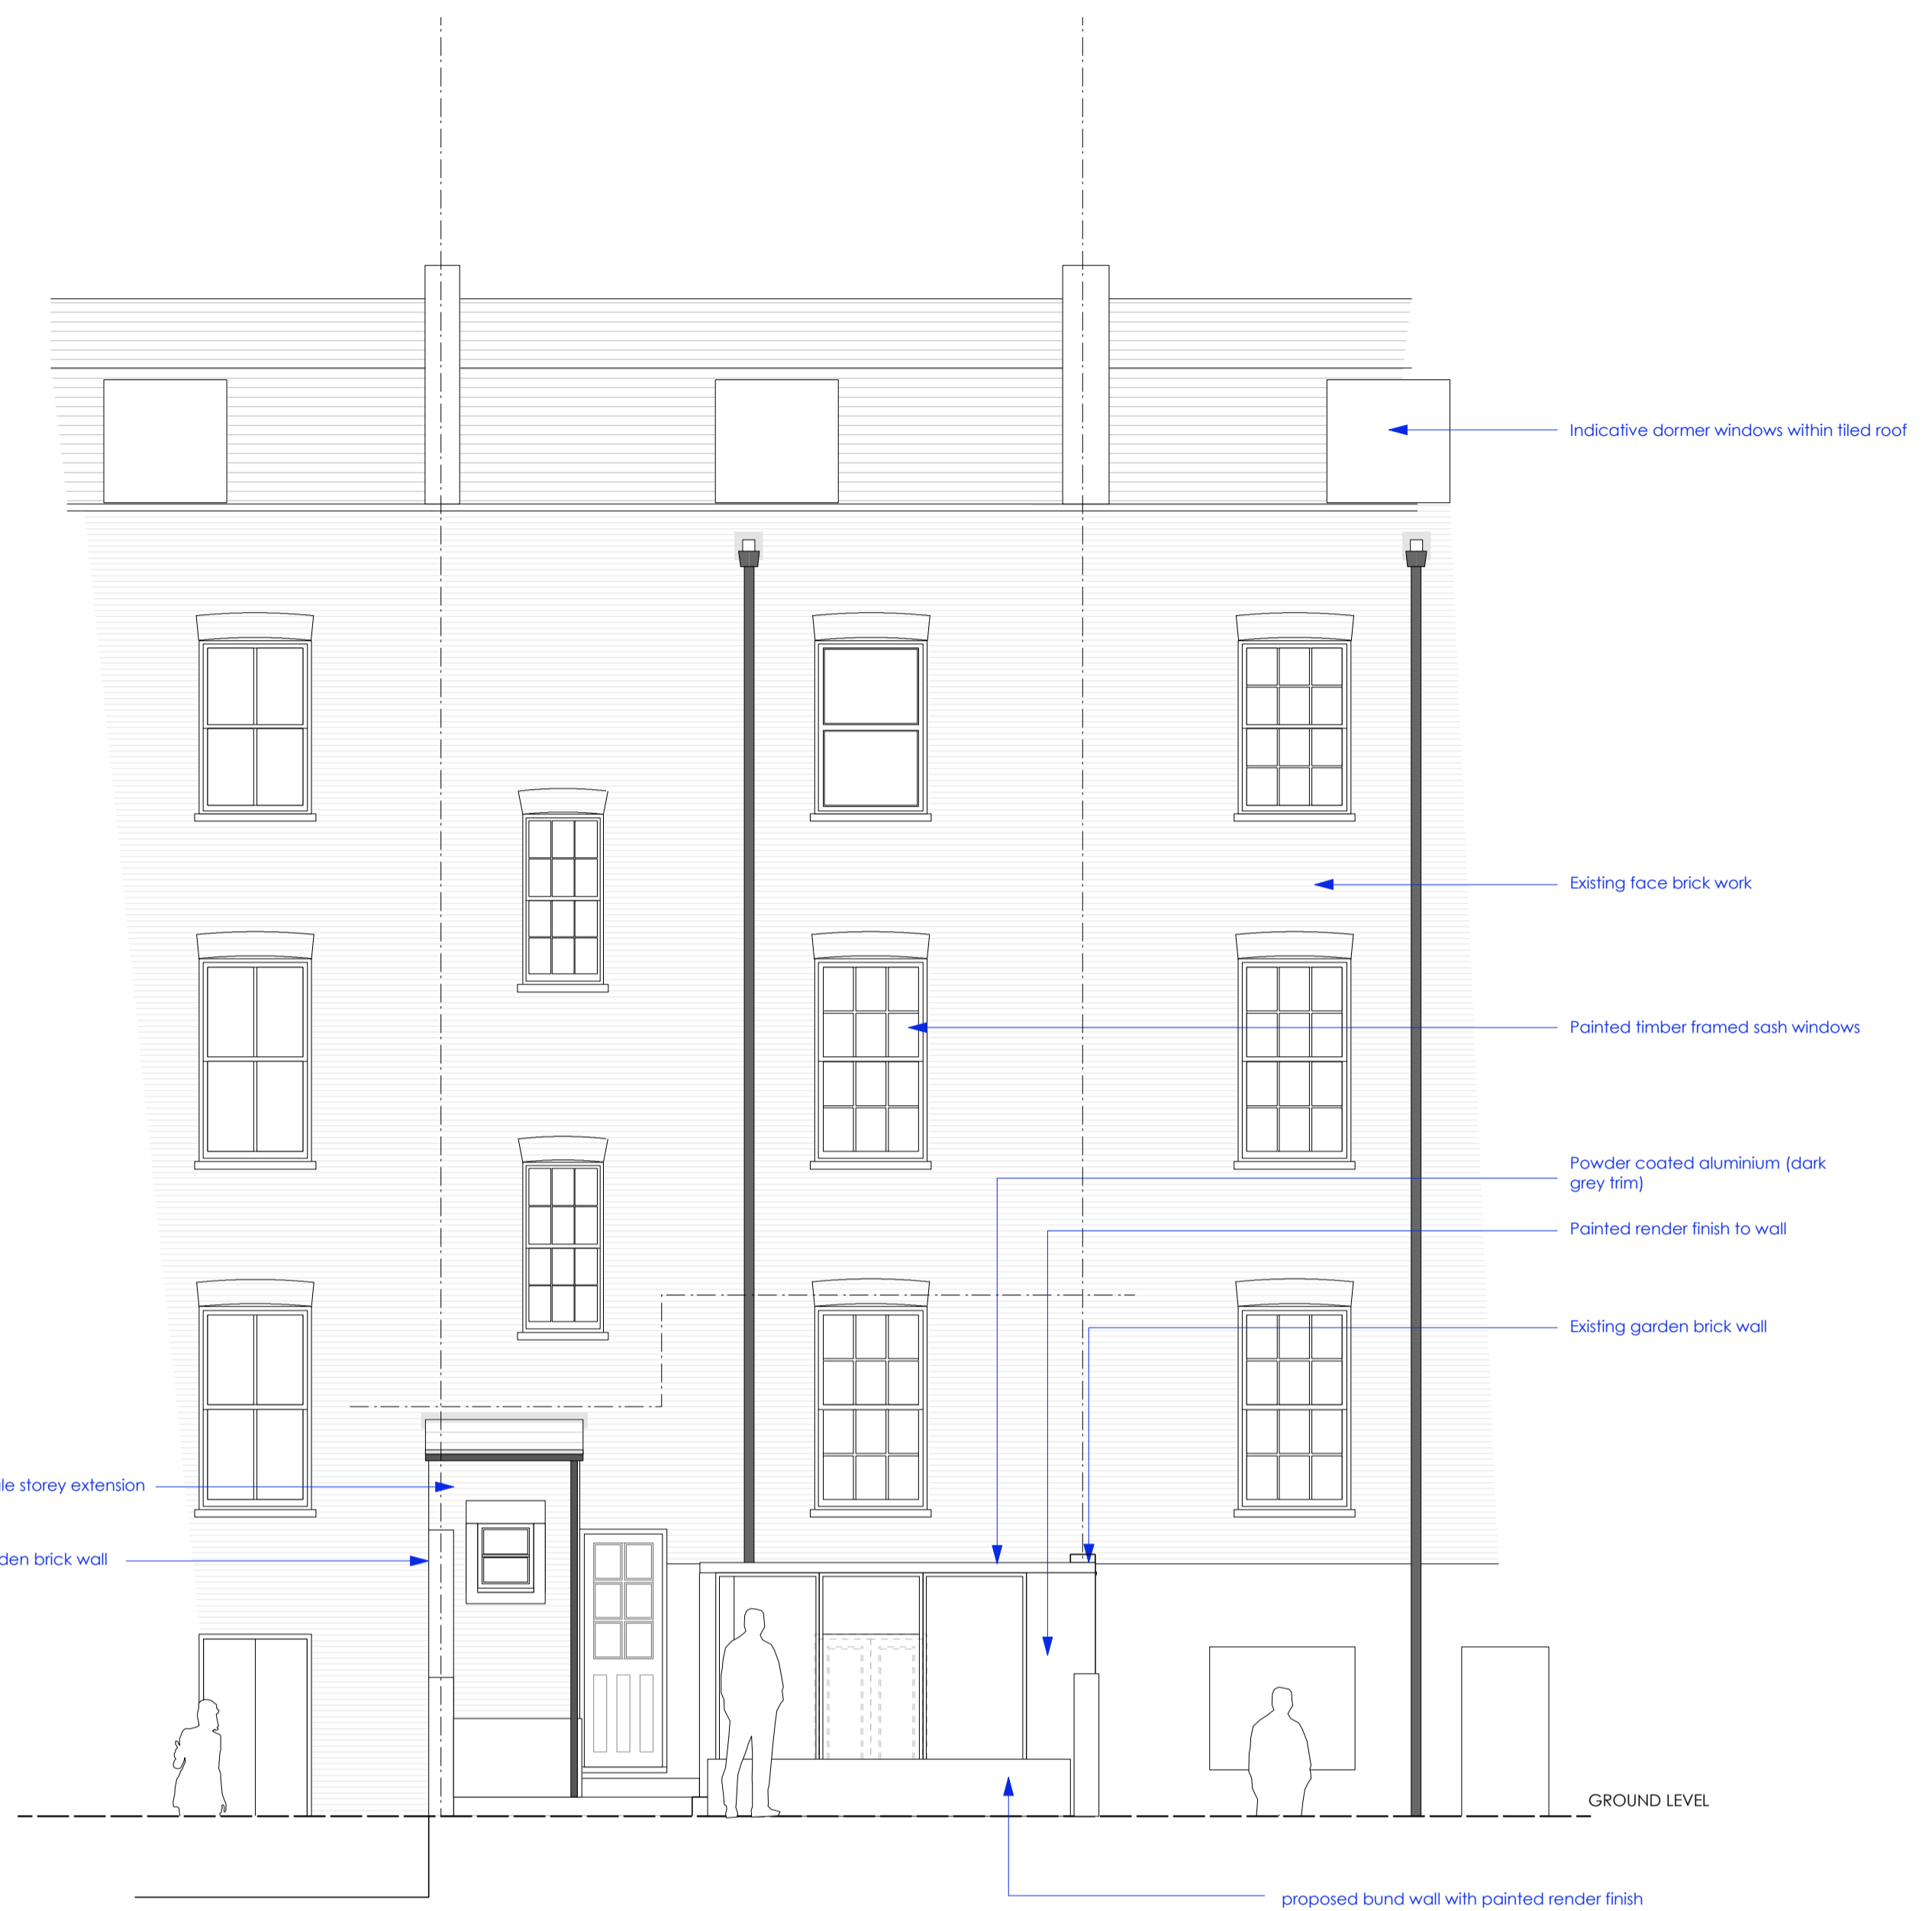 Indicative dormer windows within tiled roof
Existing face brick work
Painted timber framed sash windows
Powder coated aluminium (dark
grey trim)
Painted render finish to wall
Existing garden brick wall
storey extension
brick wall
GROUND LEVEL
proposed bund wall with painted render finish